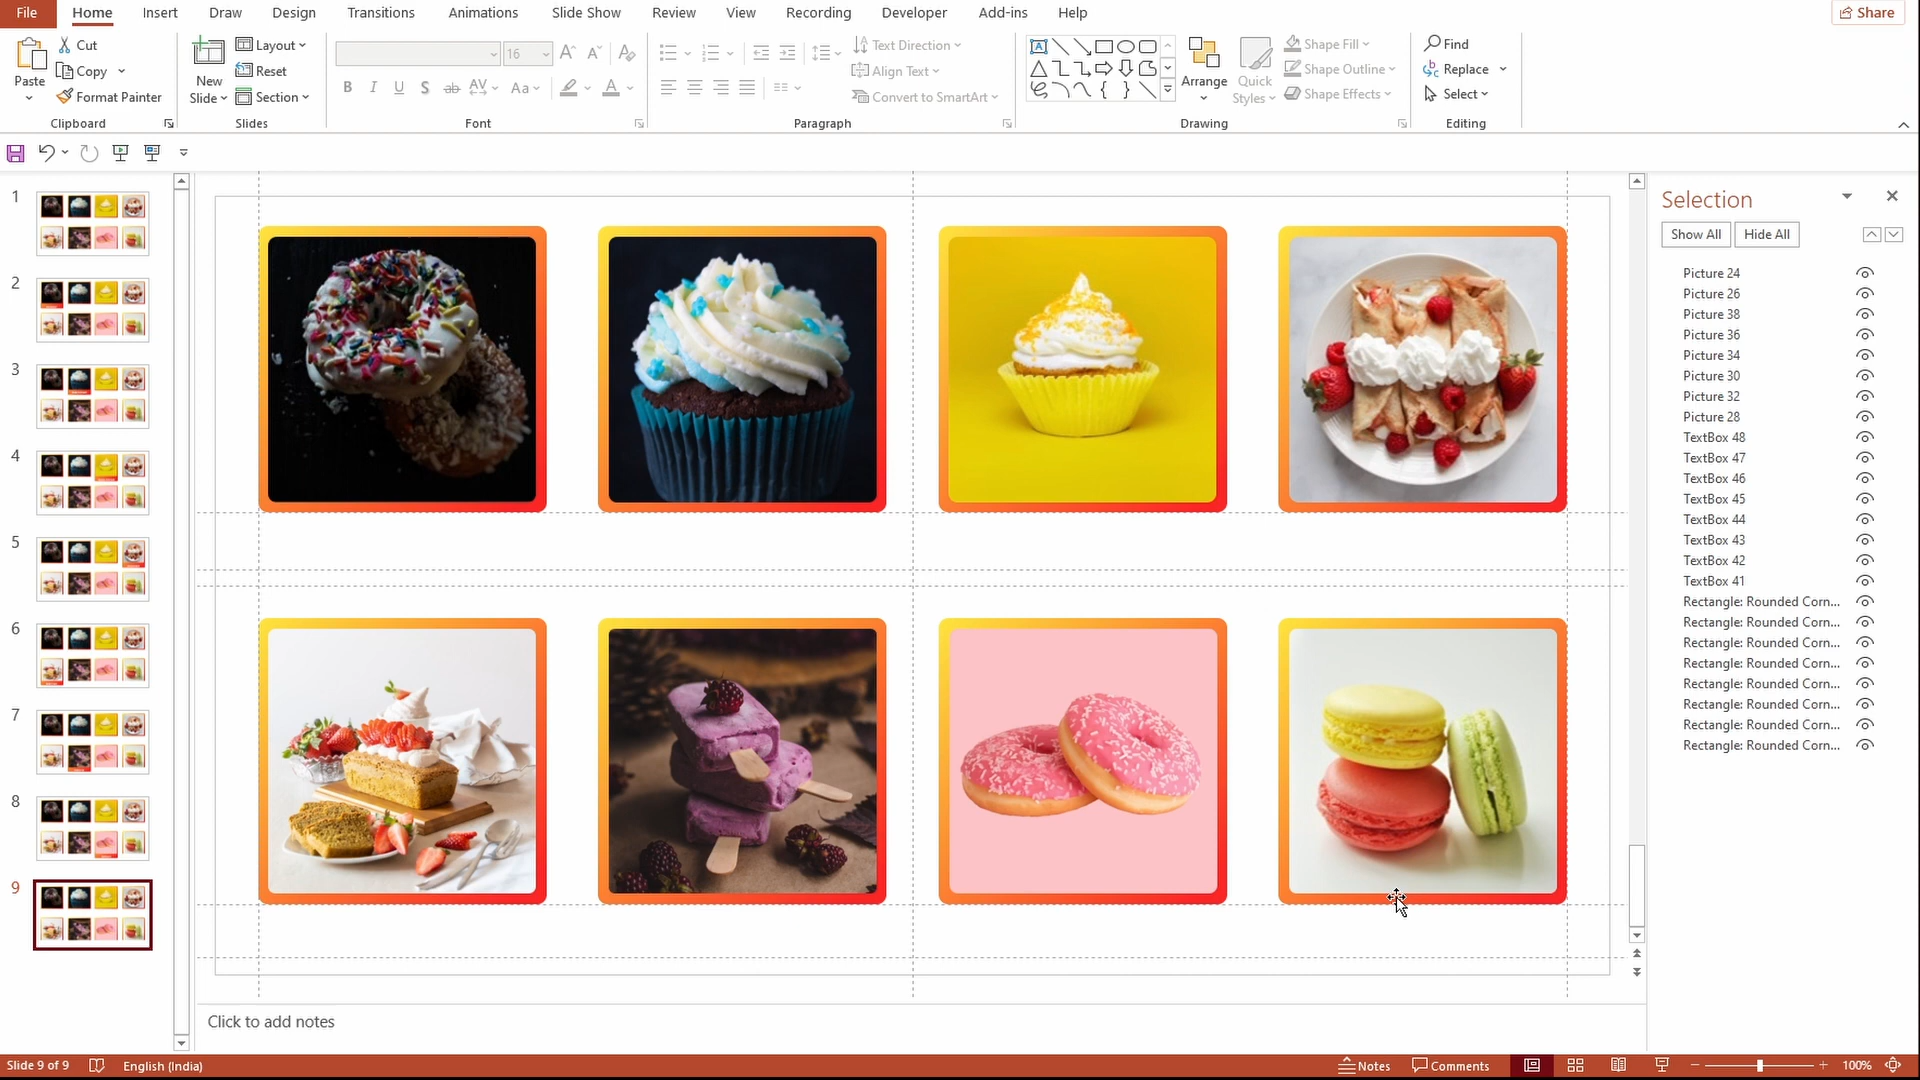 File Home Insert Draw Design Transitions Animations Slide Show Review View Recording Developer Add-ins Help Share
Paste
Cut
Copy
Format Painter
Clipboard
New
Slide
Layout
Reset
Section
Slides
16
B I U S ab AV Aa A
Font
Text Direction
Align Text
Convert to SmartArt
Paragraph
Arrange
Quick
Styles
Shape Fill
Shape Outline
Shape Effects
Drawing
Find
Replace
Select
Editing
1
2
3
4
5
6
7
8
9
Selection
Show All Hide All
Picture 24
Picture 26
Picture 38
Picture 36
Picture 34
Picture 30
Picture 32
Picture 28
TextBox 48
TextBox 47
TextBox 46
TextBox 45
TextBox 44
TextBox 43
TextBox 42
TextBox 41
Rectangle: Rounded Corn...
Rectangle: Rounded Corn...
Rectangle: Rounded Corn...
Rectangle: Rounded Corn...
Rectangle: Rounded Corn...
Rectangle: Rounded Corn...
Rectangle: Rounded Corn...
Rectangle: Rounded Corn...
Click to add notes
Slide 9 of 9 English (India) Notes Comments 100%